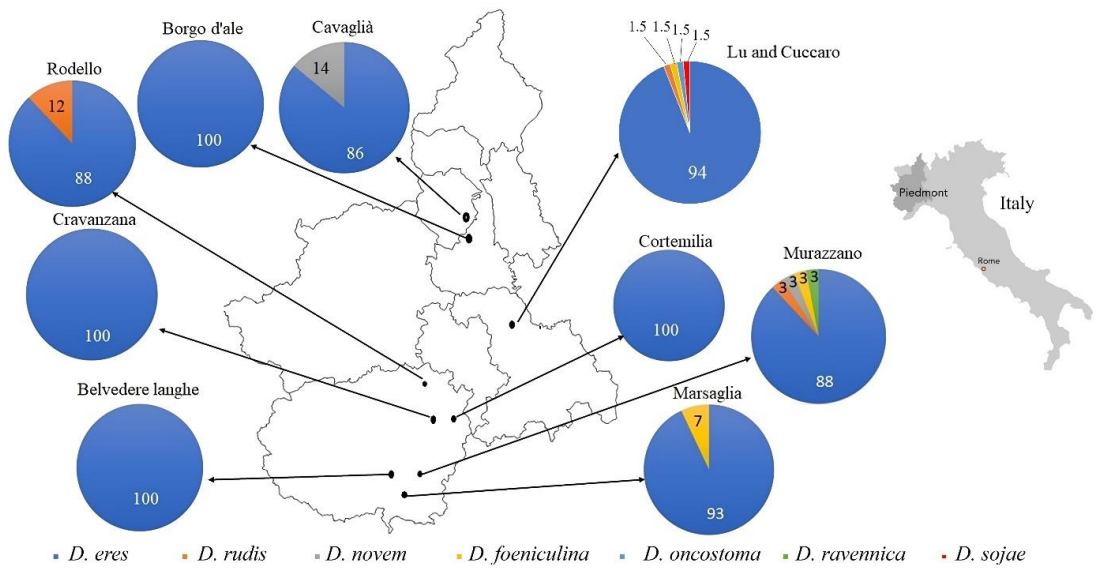 Borgo d'ale
Cavaglià
Lu and Cuccaro
Rodello
1.5
1.5
1.5
1.5
14
12
100
86
88
94
Piedmont
Italy
Rome
Cravanzana
100
Cortemilia
100
Murazzano
3
3
3
3
88
Belvedere langhe
100
Marsaglia
7
93
D. eres
D. rudis
D. novem
D. foeniculina
D. oncostoma
D. ravennica
D. sojae